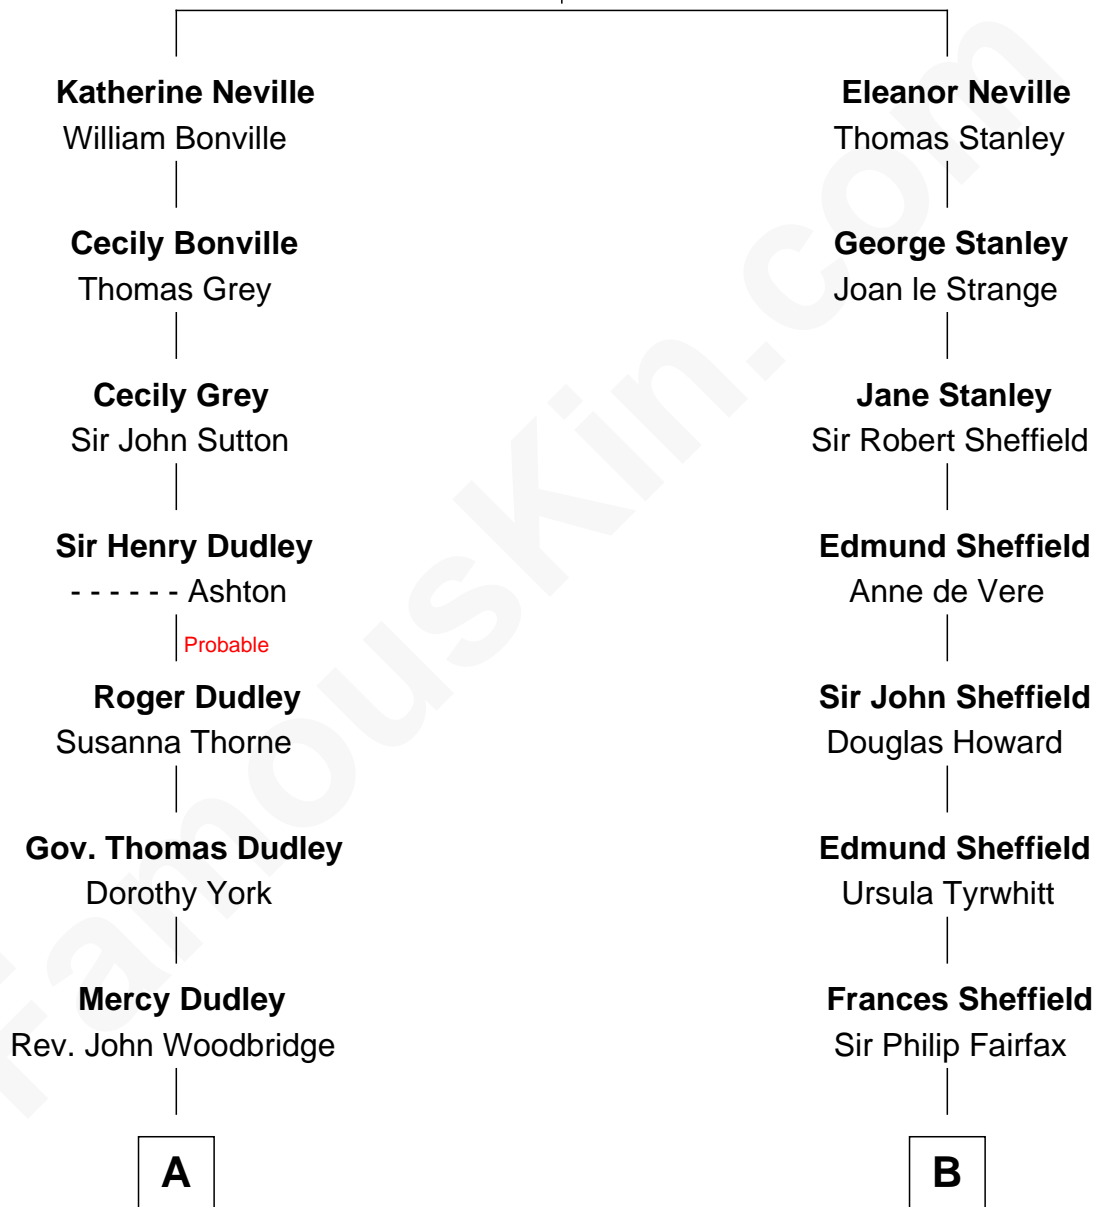 Katherine Neville
William Bonville
Cecily Bonville
Thomas Grey
Cecily Grey
Sir John Sutton
Sir Henry Dudley
- - - - - - Ashton
Probable
Roger Dudley
Susanna Thorne
Gov. Thomas Dudley
Dorothy York
Mercy Dudley
Rev. John Woodbridge
A
Eleanor Neville
Thomas Stanley
George Stanley
Joan le Strange
Jane Stanley
Sir Robert Sheffield
Edmund Sheffield
Anne de Vere
Sir John Sheffield
Douglas Howard
Edmund Sheffield
Ursula Tyrwhitt
Frances Sheffield
Sir Philip Fairfax
B
FamousKin.com